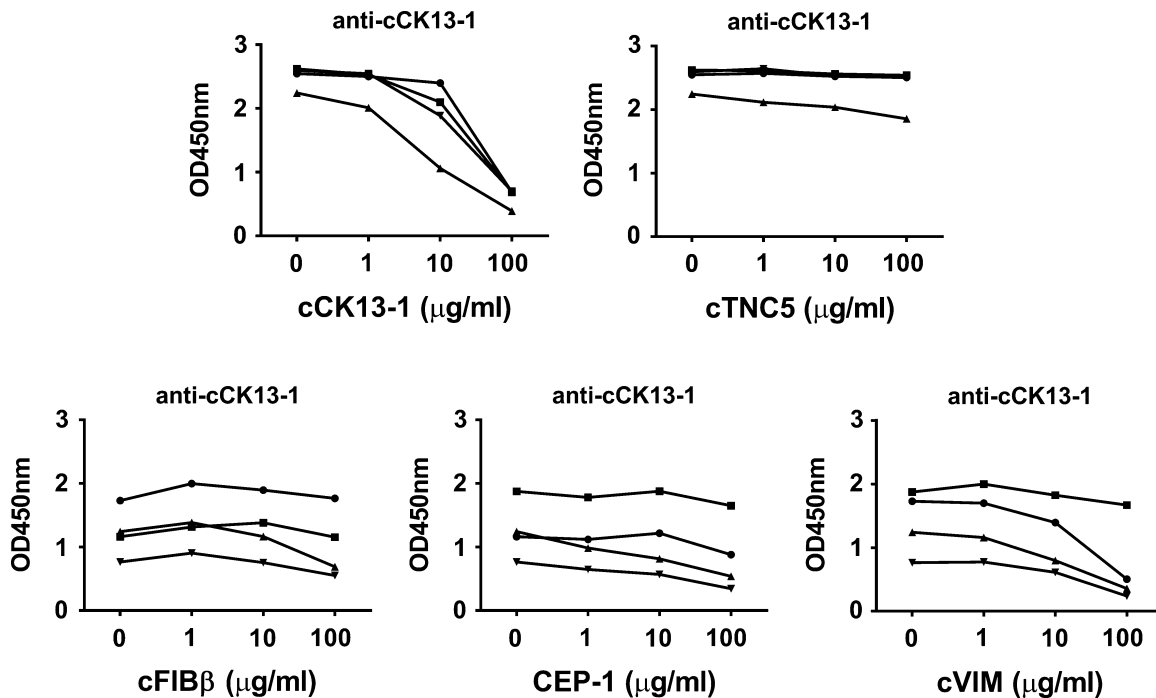 anti-cCK13-1
3
2
1
0
OD450nm
0 1 10 100
cCK13-1 (μg/ml)
anti-cCK13-1
3
2
1
0
OD450nm
0 1 10 100
cTNC5 (μg/ml)
anti-cCK13-1
3
2
1
0
OD450nm
0 1 10 100
cFIBβ (μg/ml)
anti-cCK13-1
3
2
1
0
OD450nm
0 1 10 100
CEP-1 (μg/ml)
anti-cCK13-1
3
2
1
0
OD450nm
0 1 10 100
cVIM (μg/ml)